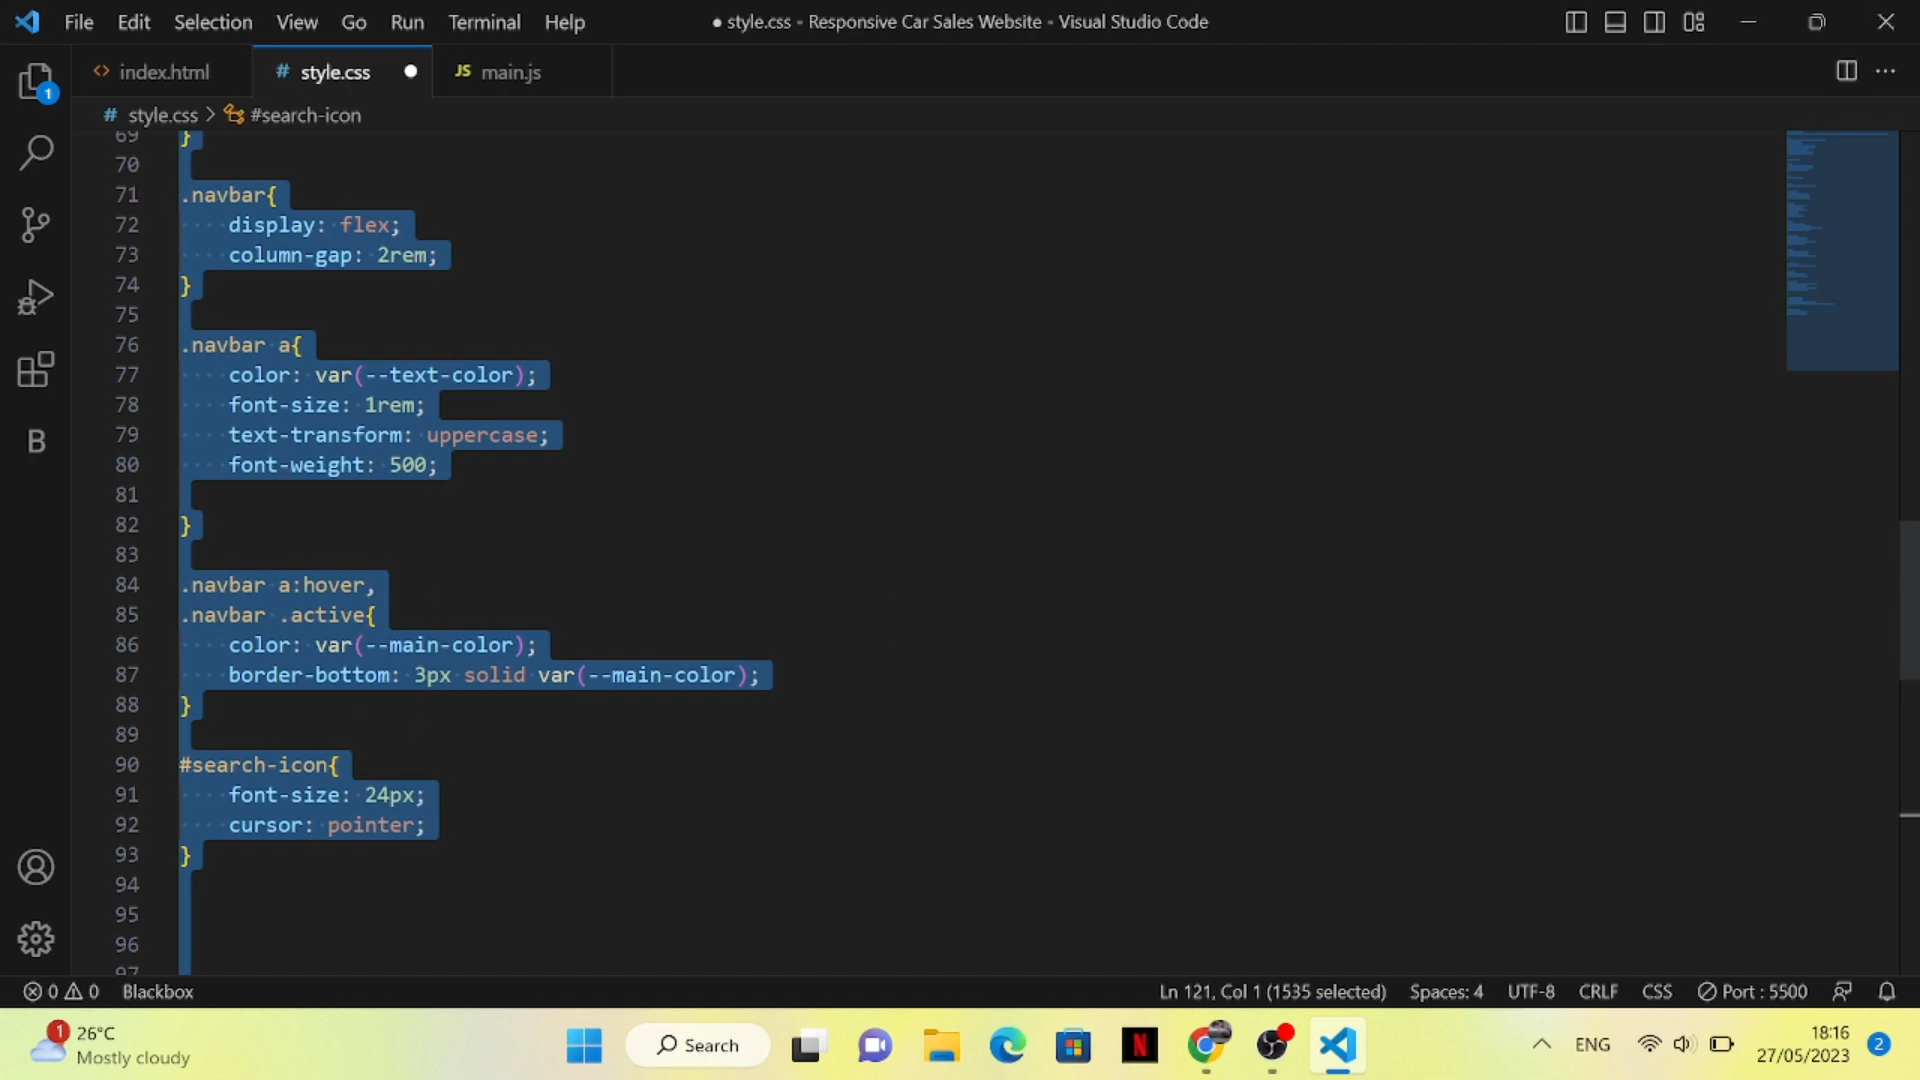 File Edit Selection View Go Run Terminal Help ● style.css - Responsive Car Sales Website - Visual Studio Code
<> index.html # style.css ● JS main.js
1
# style.css > #search-icon
69 }
70
71 .navbar{
72 display: flex;
73 column-gap: 2rem;
74 }
75
76 .navbar a{
77 color: var(--text-color);
78 font-size: 1rem;
79 text-transform: uppercase;
80 font-weight: 500;
81
82 }
83
84 .navbar a:hover,
85 .navbar .active{
86 color: var(--main-color);
87 border-bottom: 3px solid var(--main-color);
88 }
89
90 #search-icon{
91 font-size: 24px;
92 cursor: pointer;
93 }
94
95
96
97
B
0 0 Blackbox Ln 121, Col 1 (1535 selected) Spaces: 4 UTF-8 CRLF CSS Port : 5500
1 26°C
Mostly cloudy
Search
N
ENG
18:16
27/05/2023
2